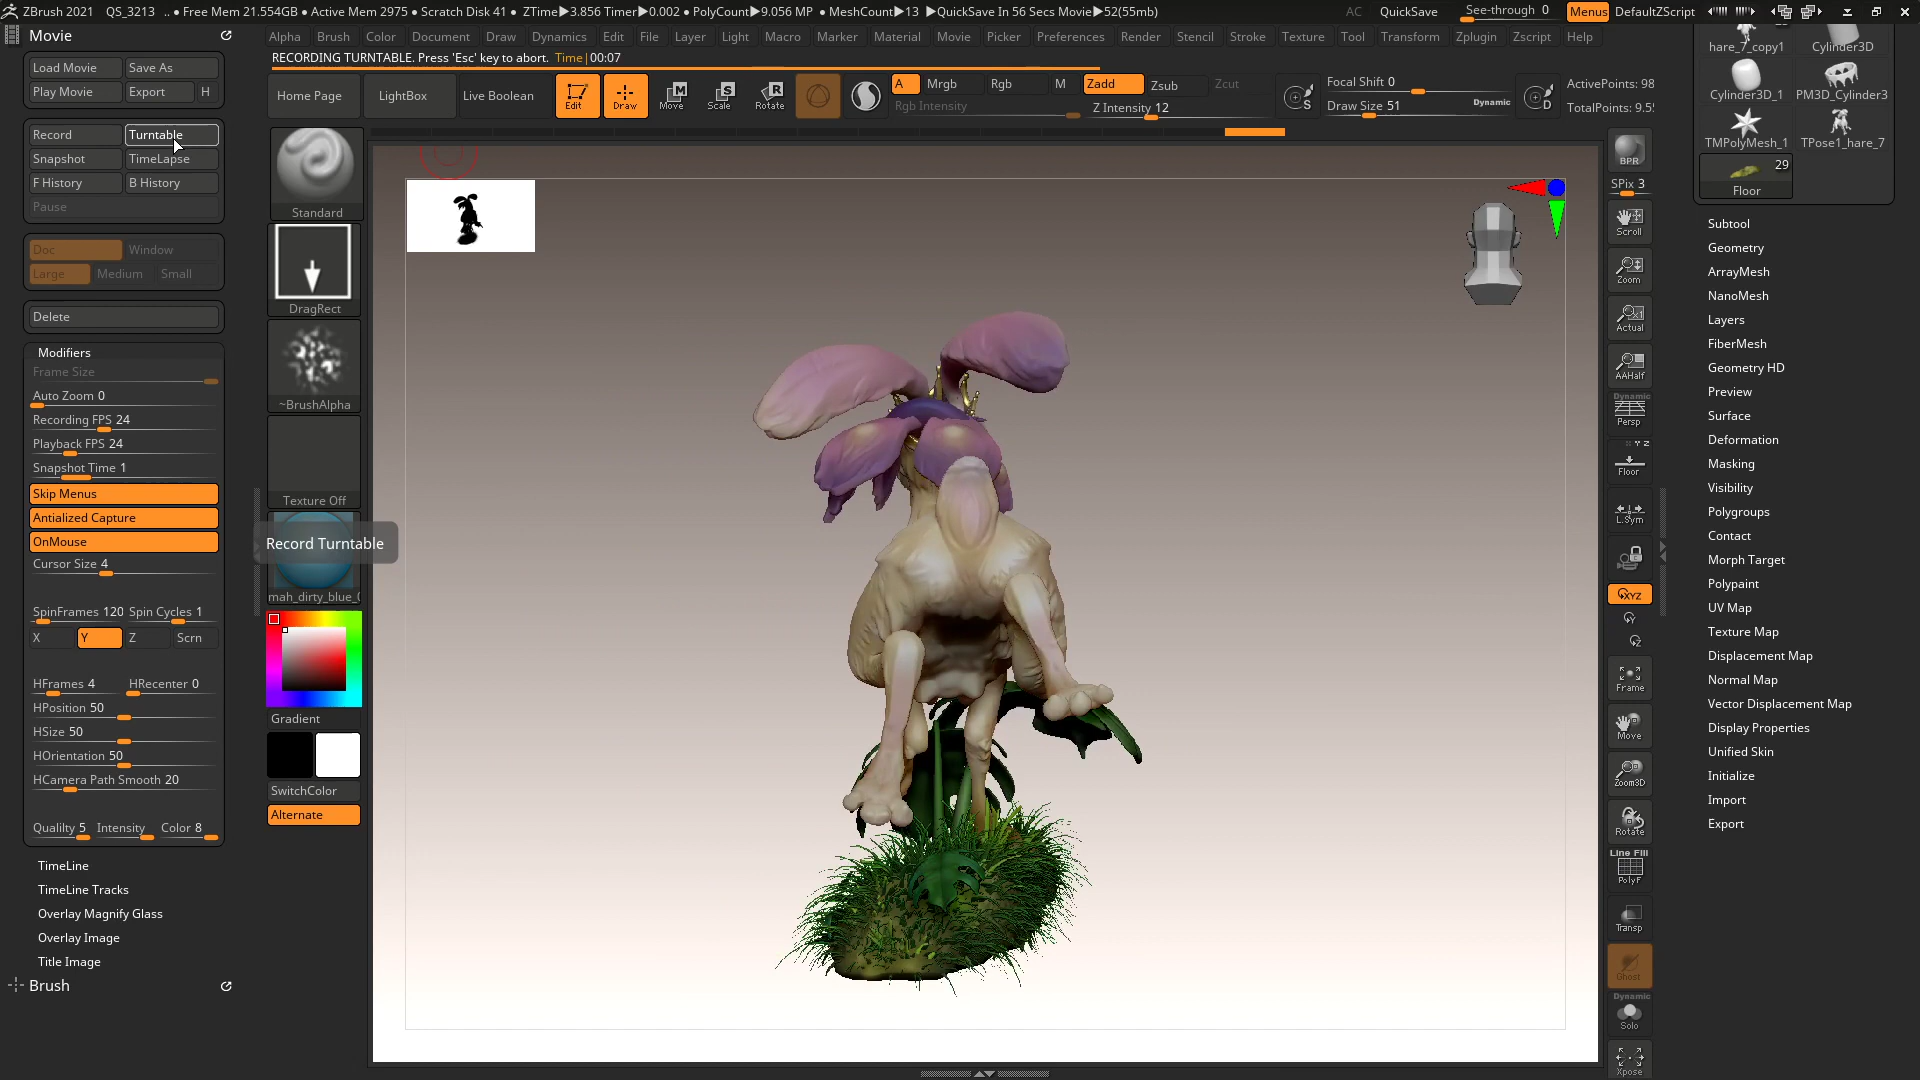 ZBrush 2021 QS_3213 .. • Free Mem 21.554GB • Active Mem 2975 • Scratch Disk 41 • ZTime▶3.856 Timer▶0.002 • PolyCount▶9.056 MP • MeshCount▶13 ▶QuickSave In 56 Secs Movie▶52(55mb) AC QuickSave See-through 0 Menus DefaultZScript
Movie
Alpha Brush Color Document Draw Dynamics Edit File Layer Light Macro Marker Material Movie Picker Preferences Render Stencil Stroke Texture Tool Transform Zplugin Zscript Help
RECORDING TURNTABLE. Press 'Esc' key to abort. Time|00:07
Load Movie Save As
Play Movie Export H
Record Turntable
Snapshot TimeLapse
F History B History
Pause
Doc Window
Large Medium Small
Delete
Modifiers
Frame Size
Auto Zoom 0
Recording FPS 24
Playback FPS 24
Snapshot Time 1
Skip Menus
Antialized Capture
OnMouse
Cursor Size 4
SpinFrames 120 Spin Cycles 1
X Y Z Scrn
HFrames 4 HRecenter 0
HPosition 50
HSize 50
HOrientation 50
HCamera Path Smooth 20
Qualilty 5 Intensity Color 8
TimeLine
TimeLine Tracks
Overlay Magnify Glass
Overlay Image
Title Image
Brush
Home Page LightBox Live Boolean Edit Draw Move Scale Rotate
M S R
A Mrgb Rgb M Zadd Zsub Zcut
Rgb Intensity Z Intensity 12
S Focal Shift 0
Draw Size 51 Dynamic
D ActivePoints: 98
TotalPoints: 9.5
Standard
DragRect
~BrushAlpha
Texture Off
Record Turntable
mah_dirty_blue_
Gradient
SwitchColor
Alternate
BPR
SPix 3
Scroll
Zoom
Actual
AAHalf
Dynamic
Persp
Floor
L.Sym
XYZ
Y
Z
Frame
Move
Zoom3D
Rotate
Line Fill
PolyF
Transp
Ghost
Dynamic
Solo
Xpose
hare_7_copy1 Cylinder3D
Cylinder3D_1 PM3D_Cylinder3
TMPolyMesh_1 TPose1_hare_7
29
Floor
Subtool
Geometry
ArrayMesh
NanoMesh
Layers
FiberMesh
Geometry HD
Preview
Surface
Deformation
Masking
Visibility
Polygroups
Contact
Morph Target
Polypaint
UV Map
Texture Map
Displacement Map
Normal Map
Vector Displacement Map
Display Properties
Unified Skin
Initialize
Import
Export